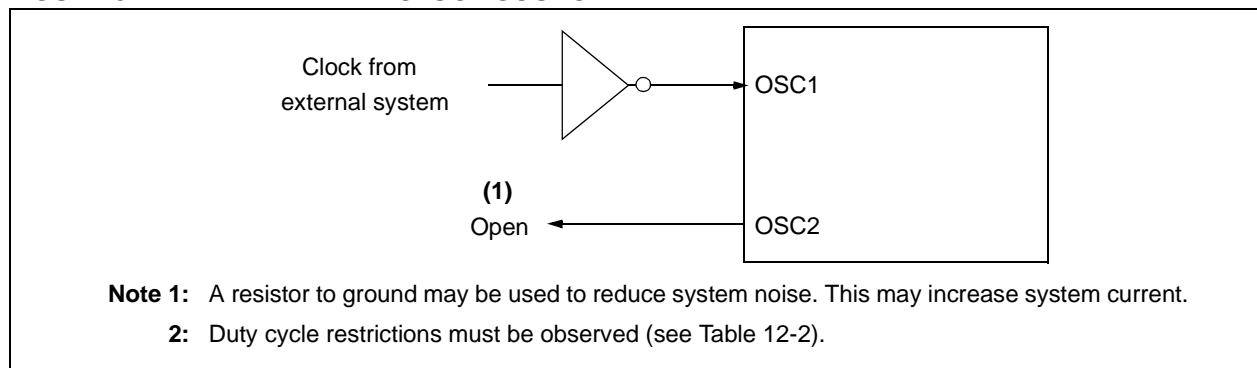 Clock from
external system
OSC1
(1)
Open
OSC2
Note 1: A resistor to ground may be used to reduce system noise. This may increase system current.
2: Duty cycle restrictions must be observed (see Table 12-2).